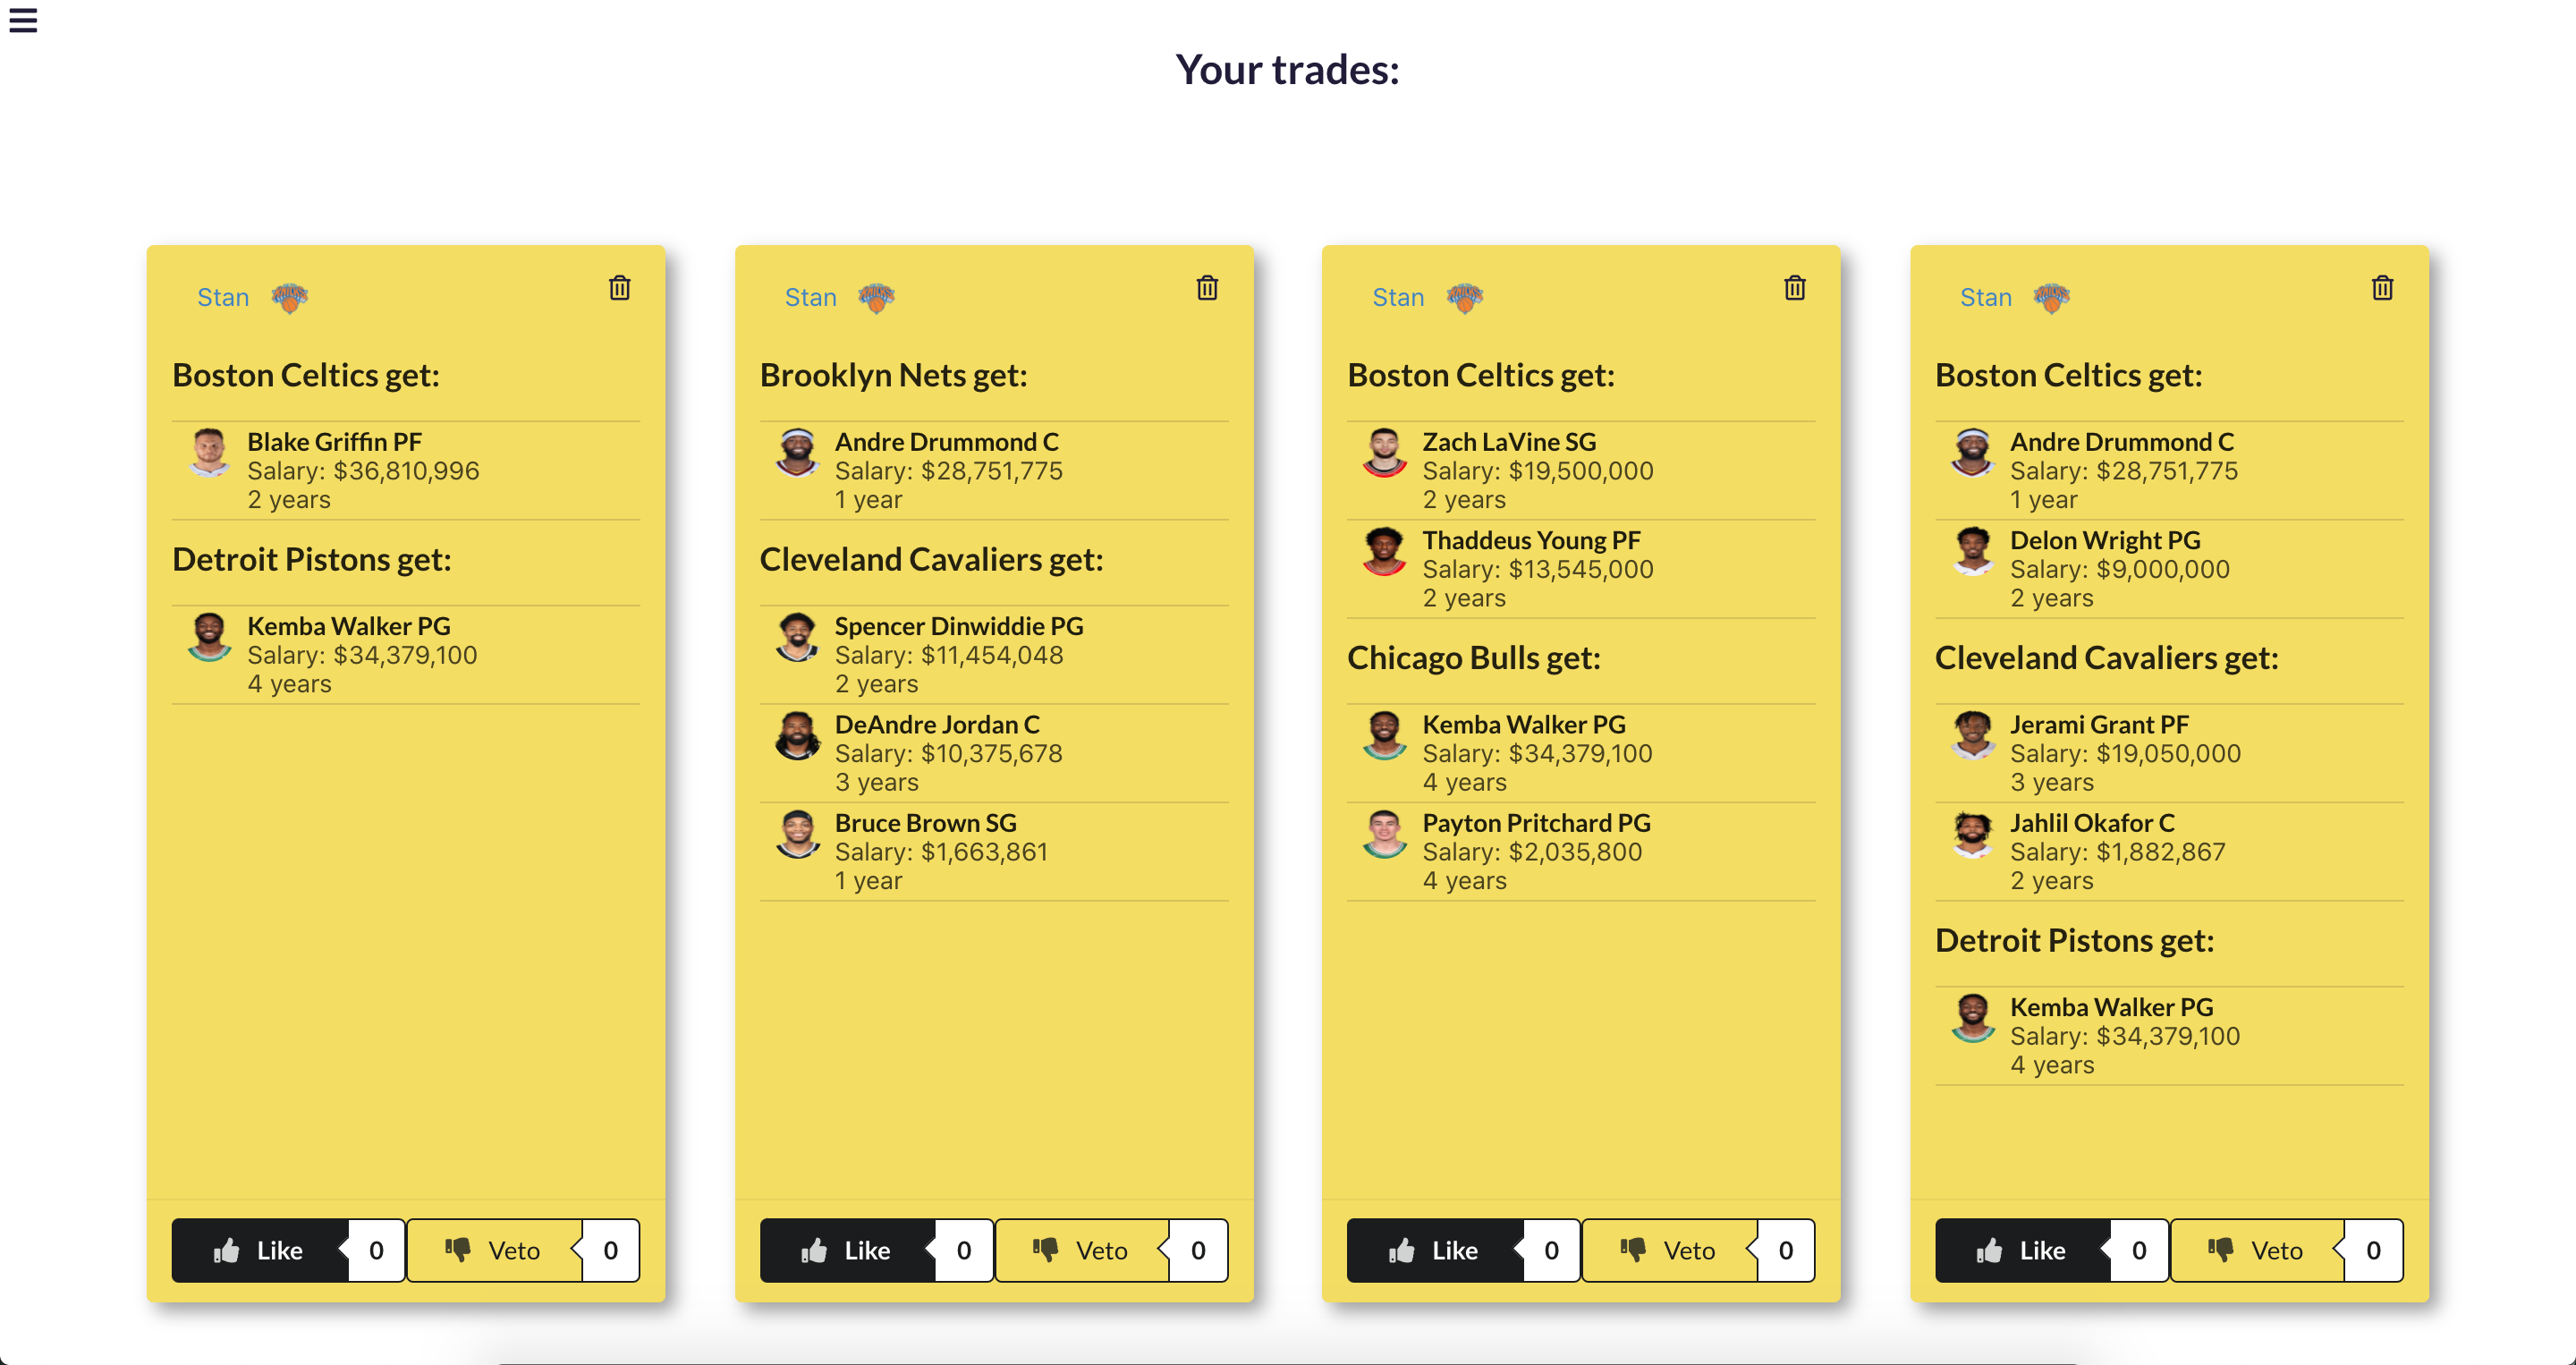 Your trades:
Stan
Boston Celtics get:
Blake Griffin PF
Salary: $36,810,996
2 years
Detroit Pistons get:
Kemba Walker PG
Salary: $34,379,100
4 years
Like
0
Veto
0
Stan
Brooklyn Nets get:
Andre Drummond C
Salary: $28,751,775
1 year
Cleveland Cavaliers get:
Spencer Dinwiddie PG
Salary: $11,454,048
2 years
DeAndre Jordan C
Salary: $10,375,678
3 years
Bruce Brown SG
Salary: $1,663,861
1 year
Like
0
Veto
0
Stan
Boston Celtics get:
Zach LaVine SG
Salary: $19,500,000
2 years
Thaddeus Young PF
Salary: $13,545,000
2 years
Chicago Bulls get:
Kemba Walker PG
Salary: $34,379,100
4 years
Payton Pritchard PG
Salary: $2,035,800
4 years
Like
0
Veto
0
Stan
Boston Celtics get:
Andre Drummond C
Salary: $28,751,775
1 year
Delon Wright PG
Salary: $9,000,000
2 years
Cleveland Cavaliers get:
Jerami Grant PF
Salary: $19,050,000
3 years
Jahlil Okafor C
Salary: $1,882,867
2 years
Detroit Pistons get:
Kemba Walker PG
Salary: $34,379,100
4 years
Like
0
Veto
0